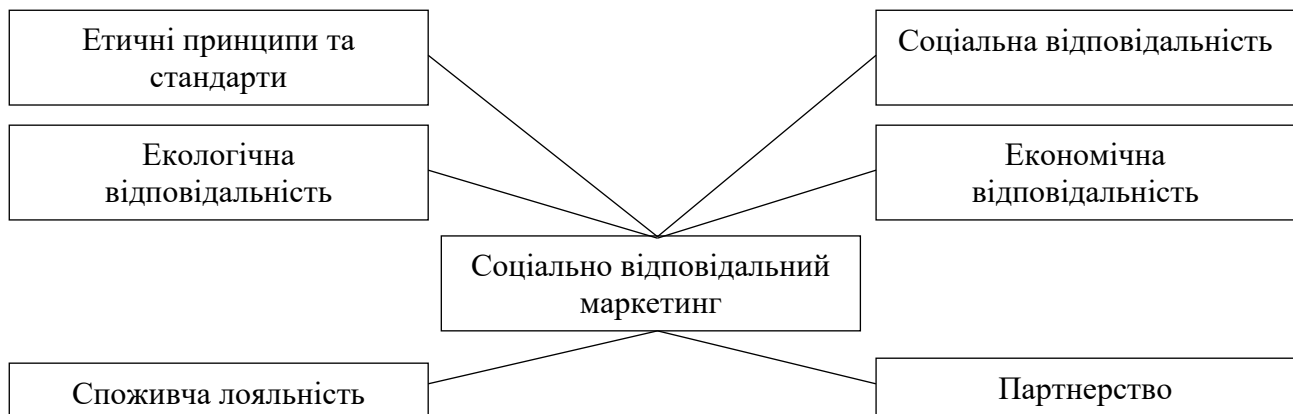 Етичні принципи та
стандарти
Соціальна відповідальність
Екологічна
відповідальність
Економічна
відповідальність
Соціально відповідальний
маркетинг
Споживча лояльність
Партнерство